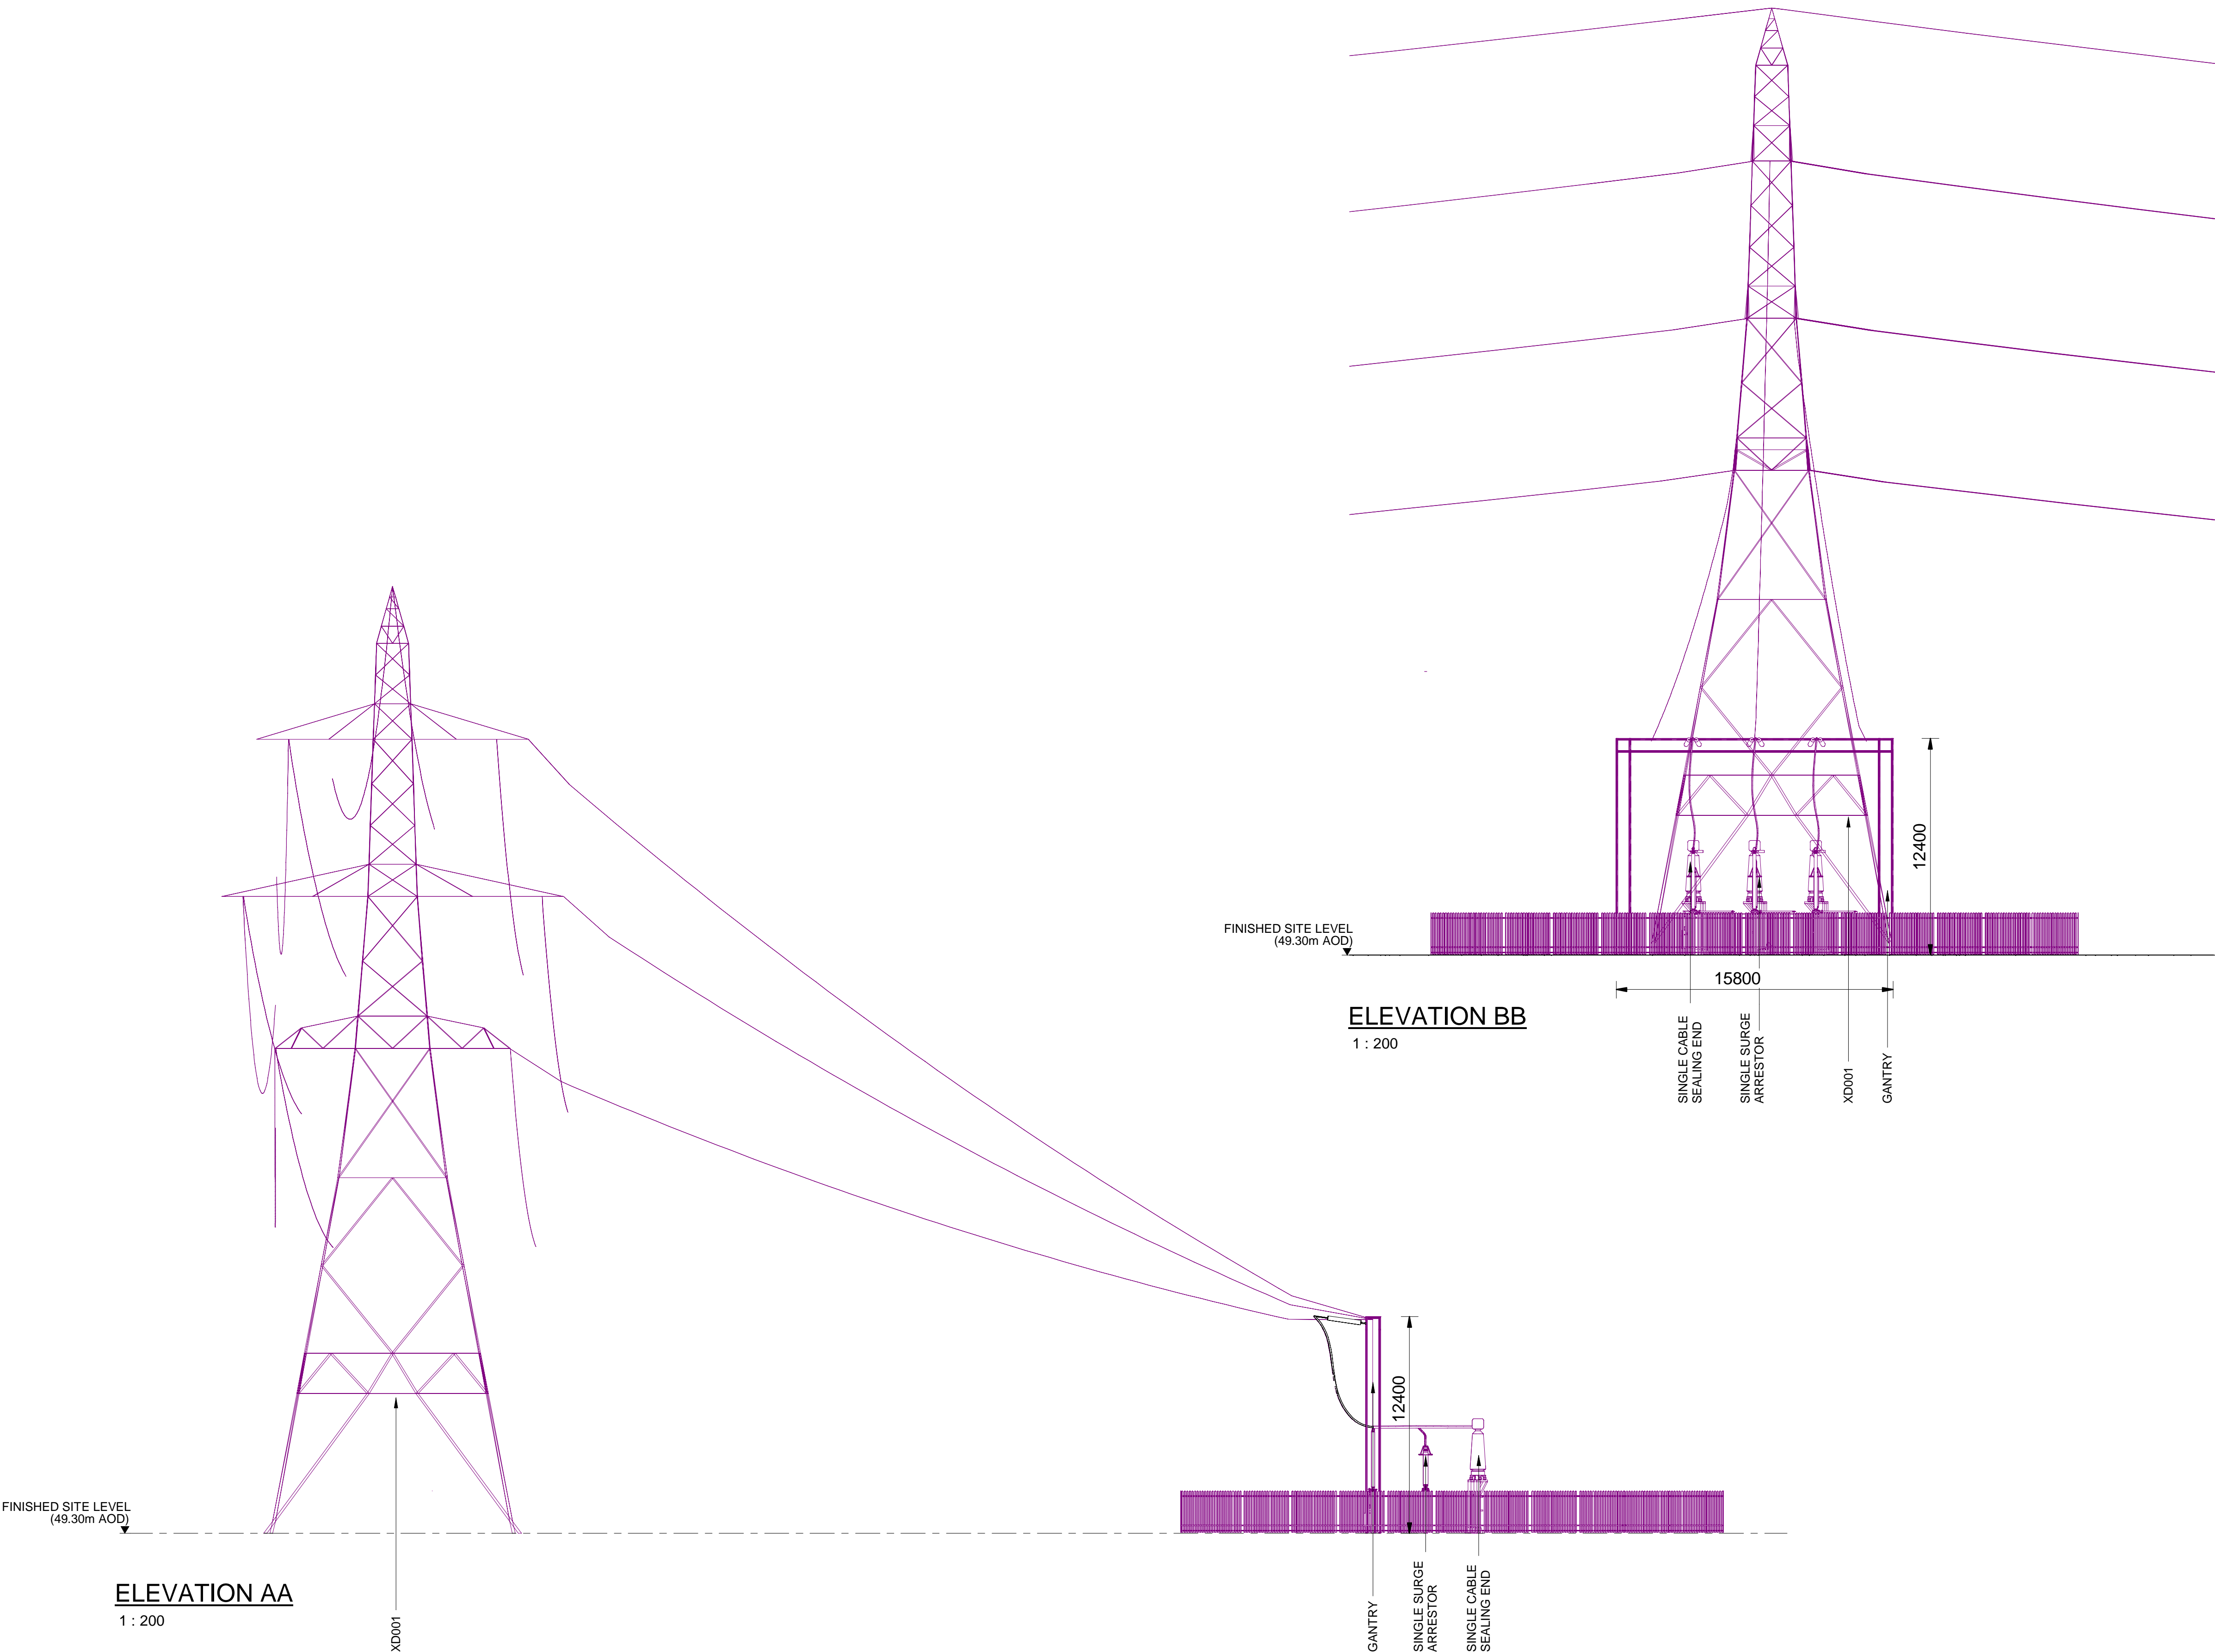 12400
FINISHED SITE LEVEL
(49.30m AOD)
15800
ELEVATION BB
1 : 200
SINGLE CABLE
SEALING END
SINGLE SURGE
ARRESTOR
XD001
GANTRY
12400
FINISHED SITE LEVEL
(49.30m AOD)
ELEVATION AA
1 : 200
XD001
GANTRY
SINGLE SURGE
ARRESTOR
SINGLE CABLE
SEALING END